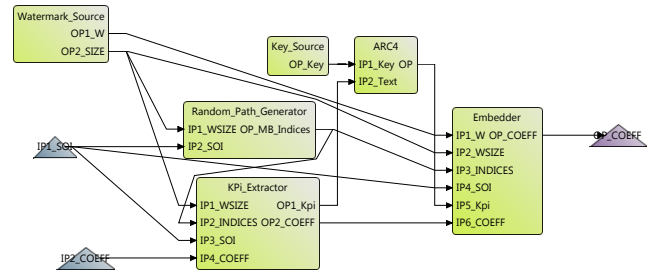 Watermark_Source
OP1_W
OP2_SIZE
Key_Source
OP_Key
ARC4
IP1_Key OP
IP2_Text
Random_Path_Generator
IP1_WSIZE OP_MB_Indices
IP2_SOI
IP1_SOI
Embedder
IP1_W OP_COEFF
IP2_WSIZE
IP3_INDICES
IP4_SOI
IP5_Kpi
IP6_COEFF
OP_COEFF
KPi_Extractor
IP1_WSIZE OP1_Kpi
IP2_INDICES OP2_COEFF
IP3_SOI
IP4_COEFF
IP2_COEFF